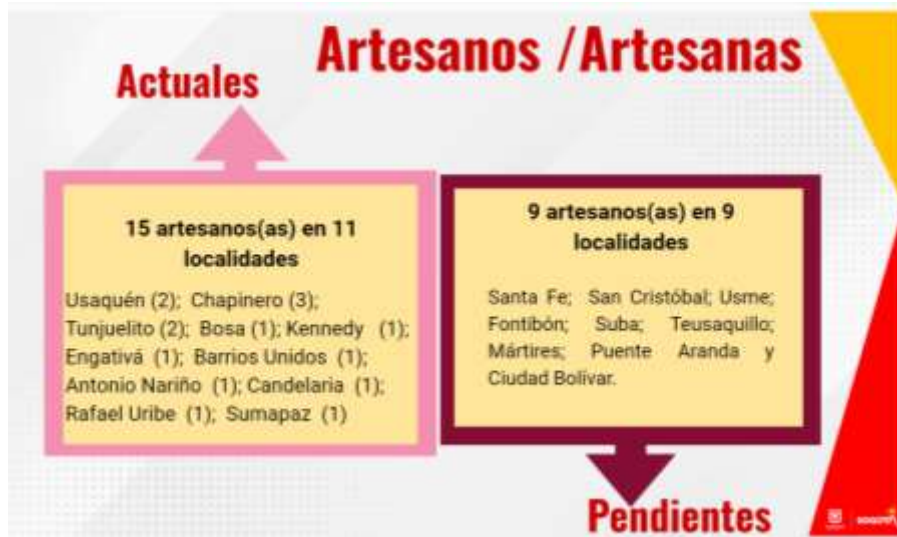 Artesanos /Artesanas
Actuales
15 artesanos(as) en 11
localidades
Usaquén (2); Chapinero (3);
Tunjuelito (2); Bosa (1); Kennedy (1);
Engativá (1); Barrios Unidos (1);
Antonio Nariño (1); Candelaria (1);
Rafael Uribe (1); Sumapaz (1)
9 artesanos(as) en 9
localidades
Santa Fe; San Cristóbal; Usme;
Fontibón; Suba; Teusaquillo;
Mártires; Puente Aranda y
Ciudad Bolívar.
Pendientes
BOGOTÁ